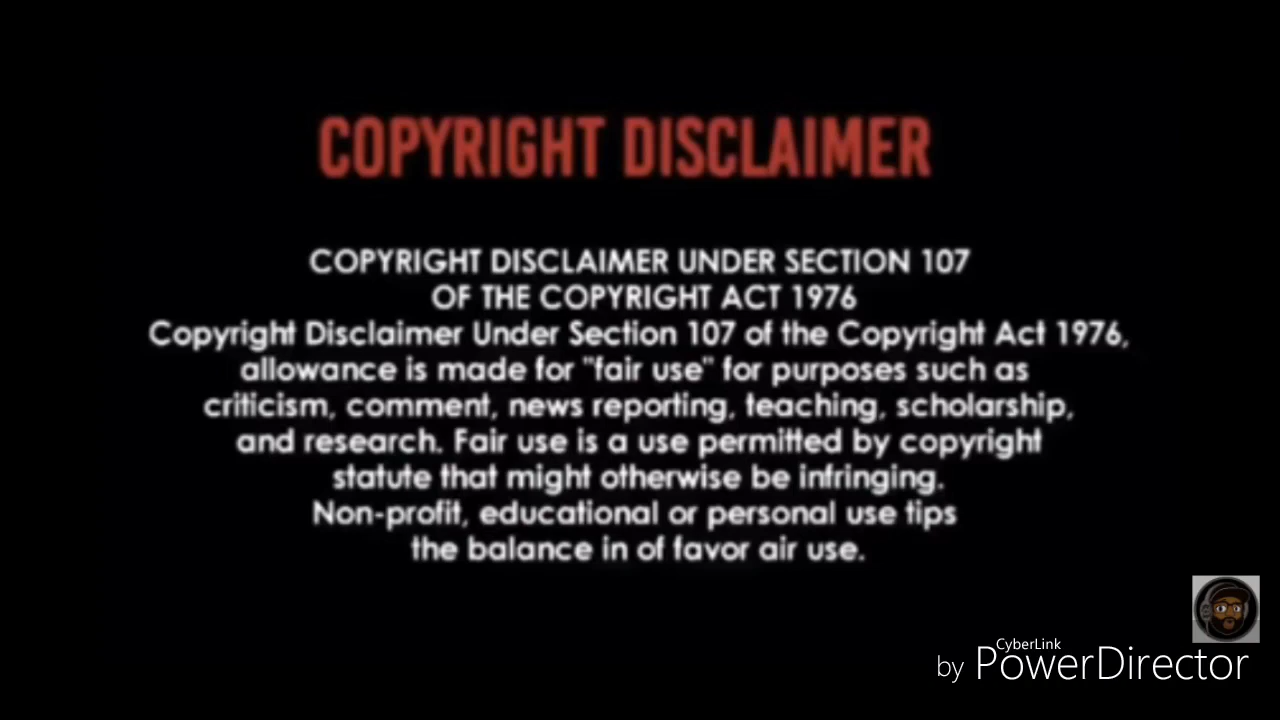 COPYRIGHT DISCLAIMER
COPYRIGHT DISCLAIMER UNDER SECTION 107
OF THE COPYRIGHT ACT 1976
Copyright Disclaimer Under Section 107 of the Copyright Act 1976,
allowance is made for "fair use" for purposes such as
criticism, comment, news reporting, teaching, scholarship,
and research. Fair use is a use permitted by copyright
statute that might otherwise be infringing.
Non-profit, educational or personal use tips
the balance in of favor air use.
CyberLink
by PowerDirector